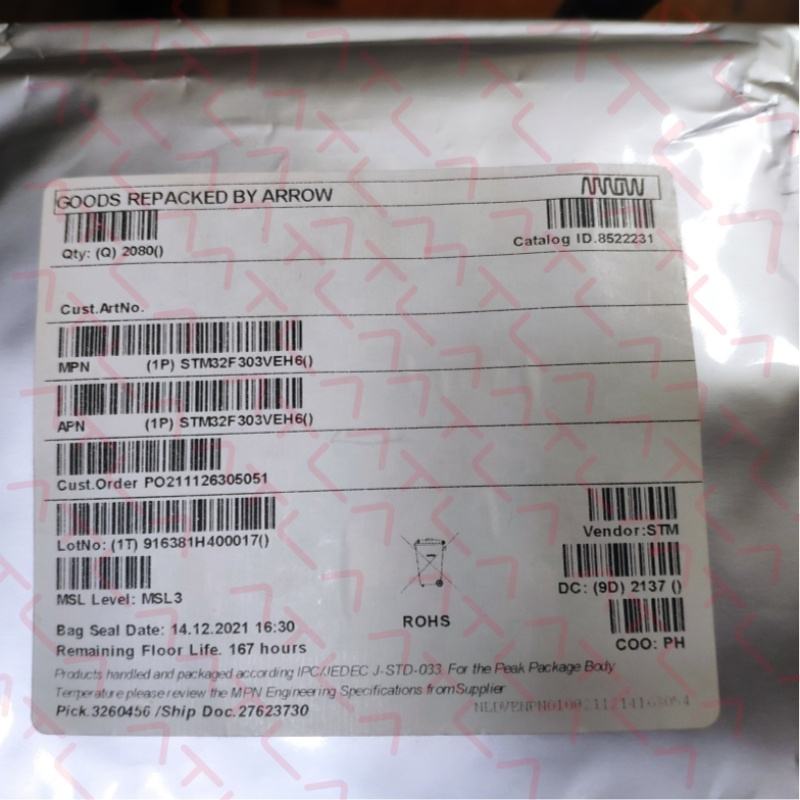 ARROW
GOODS REPACKED BY ARROW
Qty: (Q) 2080()
Catalog ID.8522231
Cust.ArtNo.
MPN (1P) STM32F303VEH6()
APN (1P) STM32F303VEH6()
Cust.Order PO211126305051
LotNo: (1T) 916381H400017()
Vendor:STM
MSL Level: MSL3
DC: (9D) 2137 ()
ROHS
Bag Seal Date: 14.12.2021 16:30
COO: PH
Remaining Floor Life. 167 hours
Products handled and packaged according IPC/JEDEC J-STD-033. For the Peak Package Body
Temperature please review the MPN Engineering Specifications from Supplier
Pick.3260456 /Ship Doc.27623730